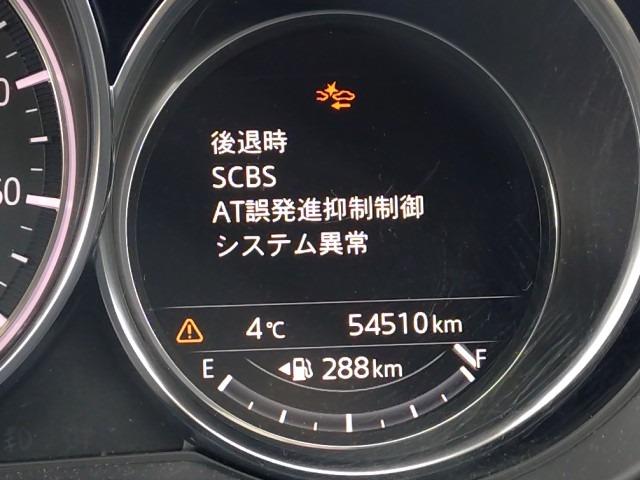 後退時
SCBS
AT誤発進抑制制御
システム異常
4℃ 54510km
E 288km F